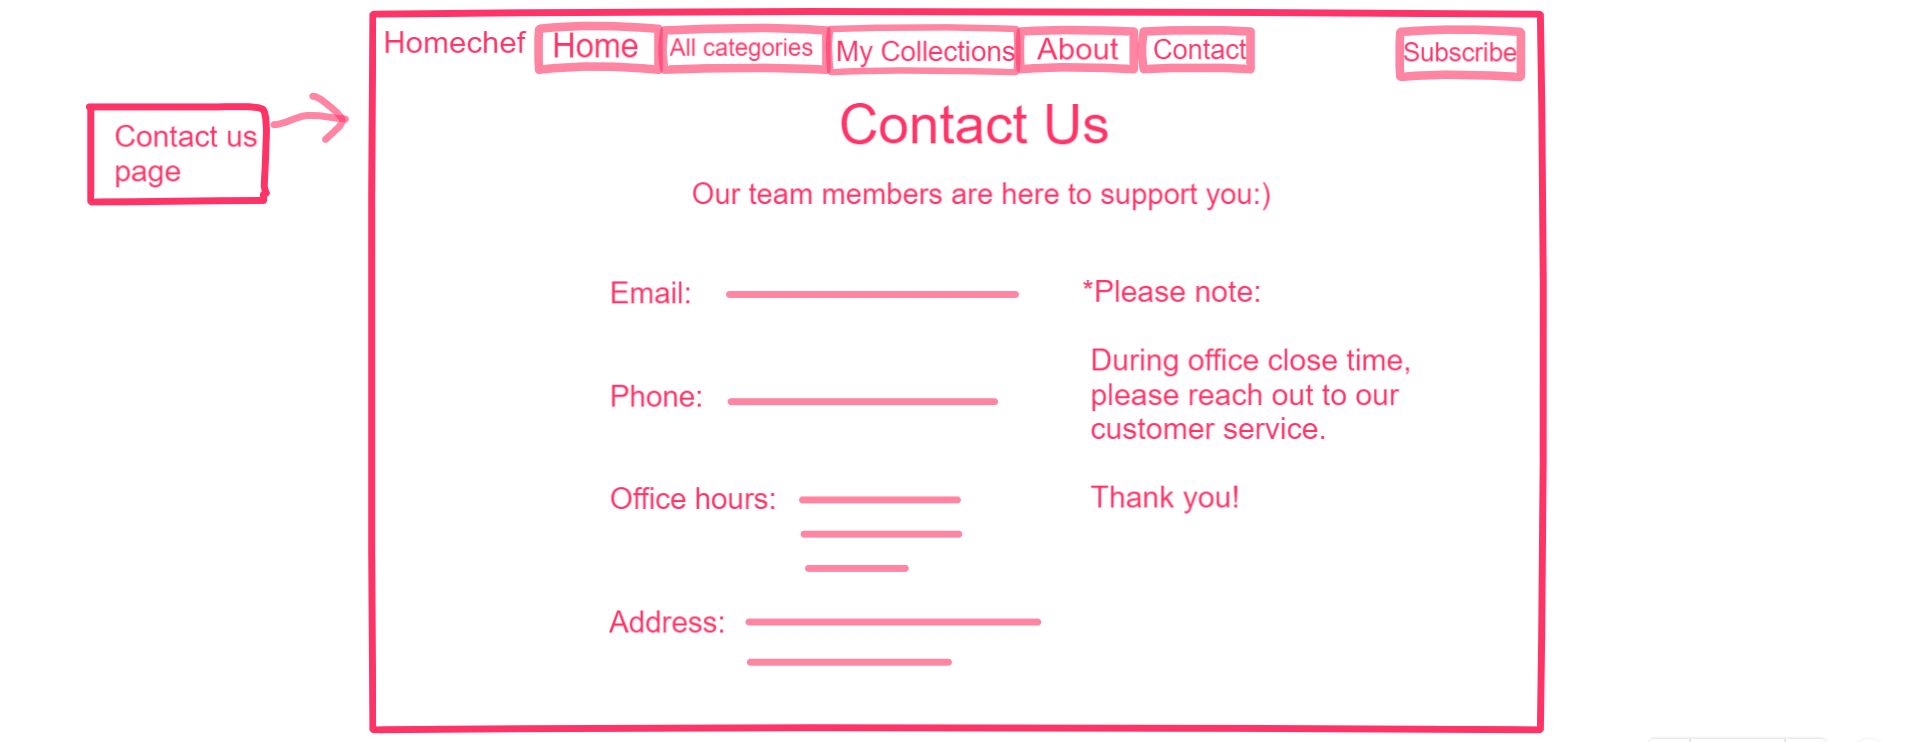 Homechef Home All categories My Collections About Contact Subscribe
Contact us
page
Contact Us
Our team members are here to support you:)
Email:
Phone:
Office hours:
Address:
*Please note:
During office close time,
please reach out to our
customer service.
Thank you!